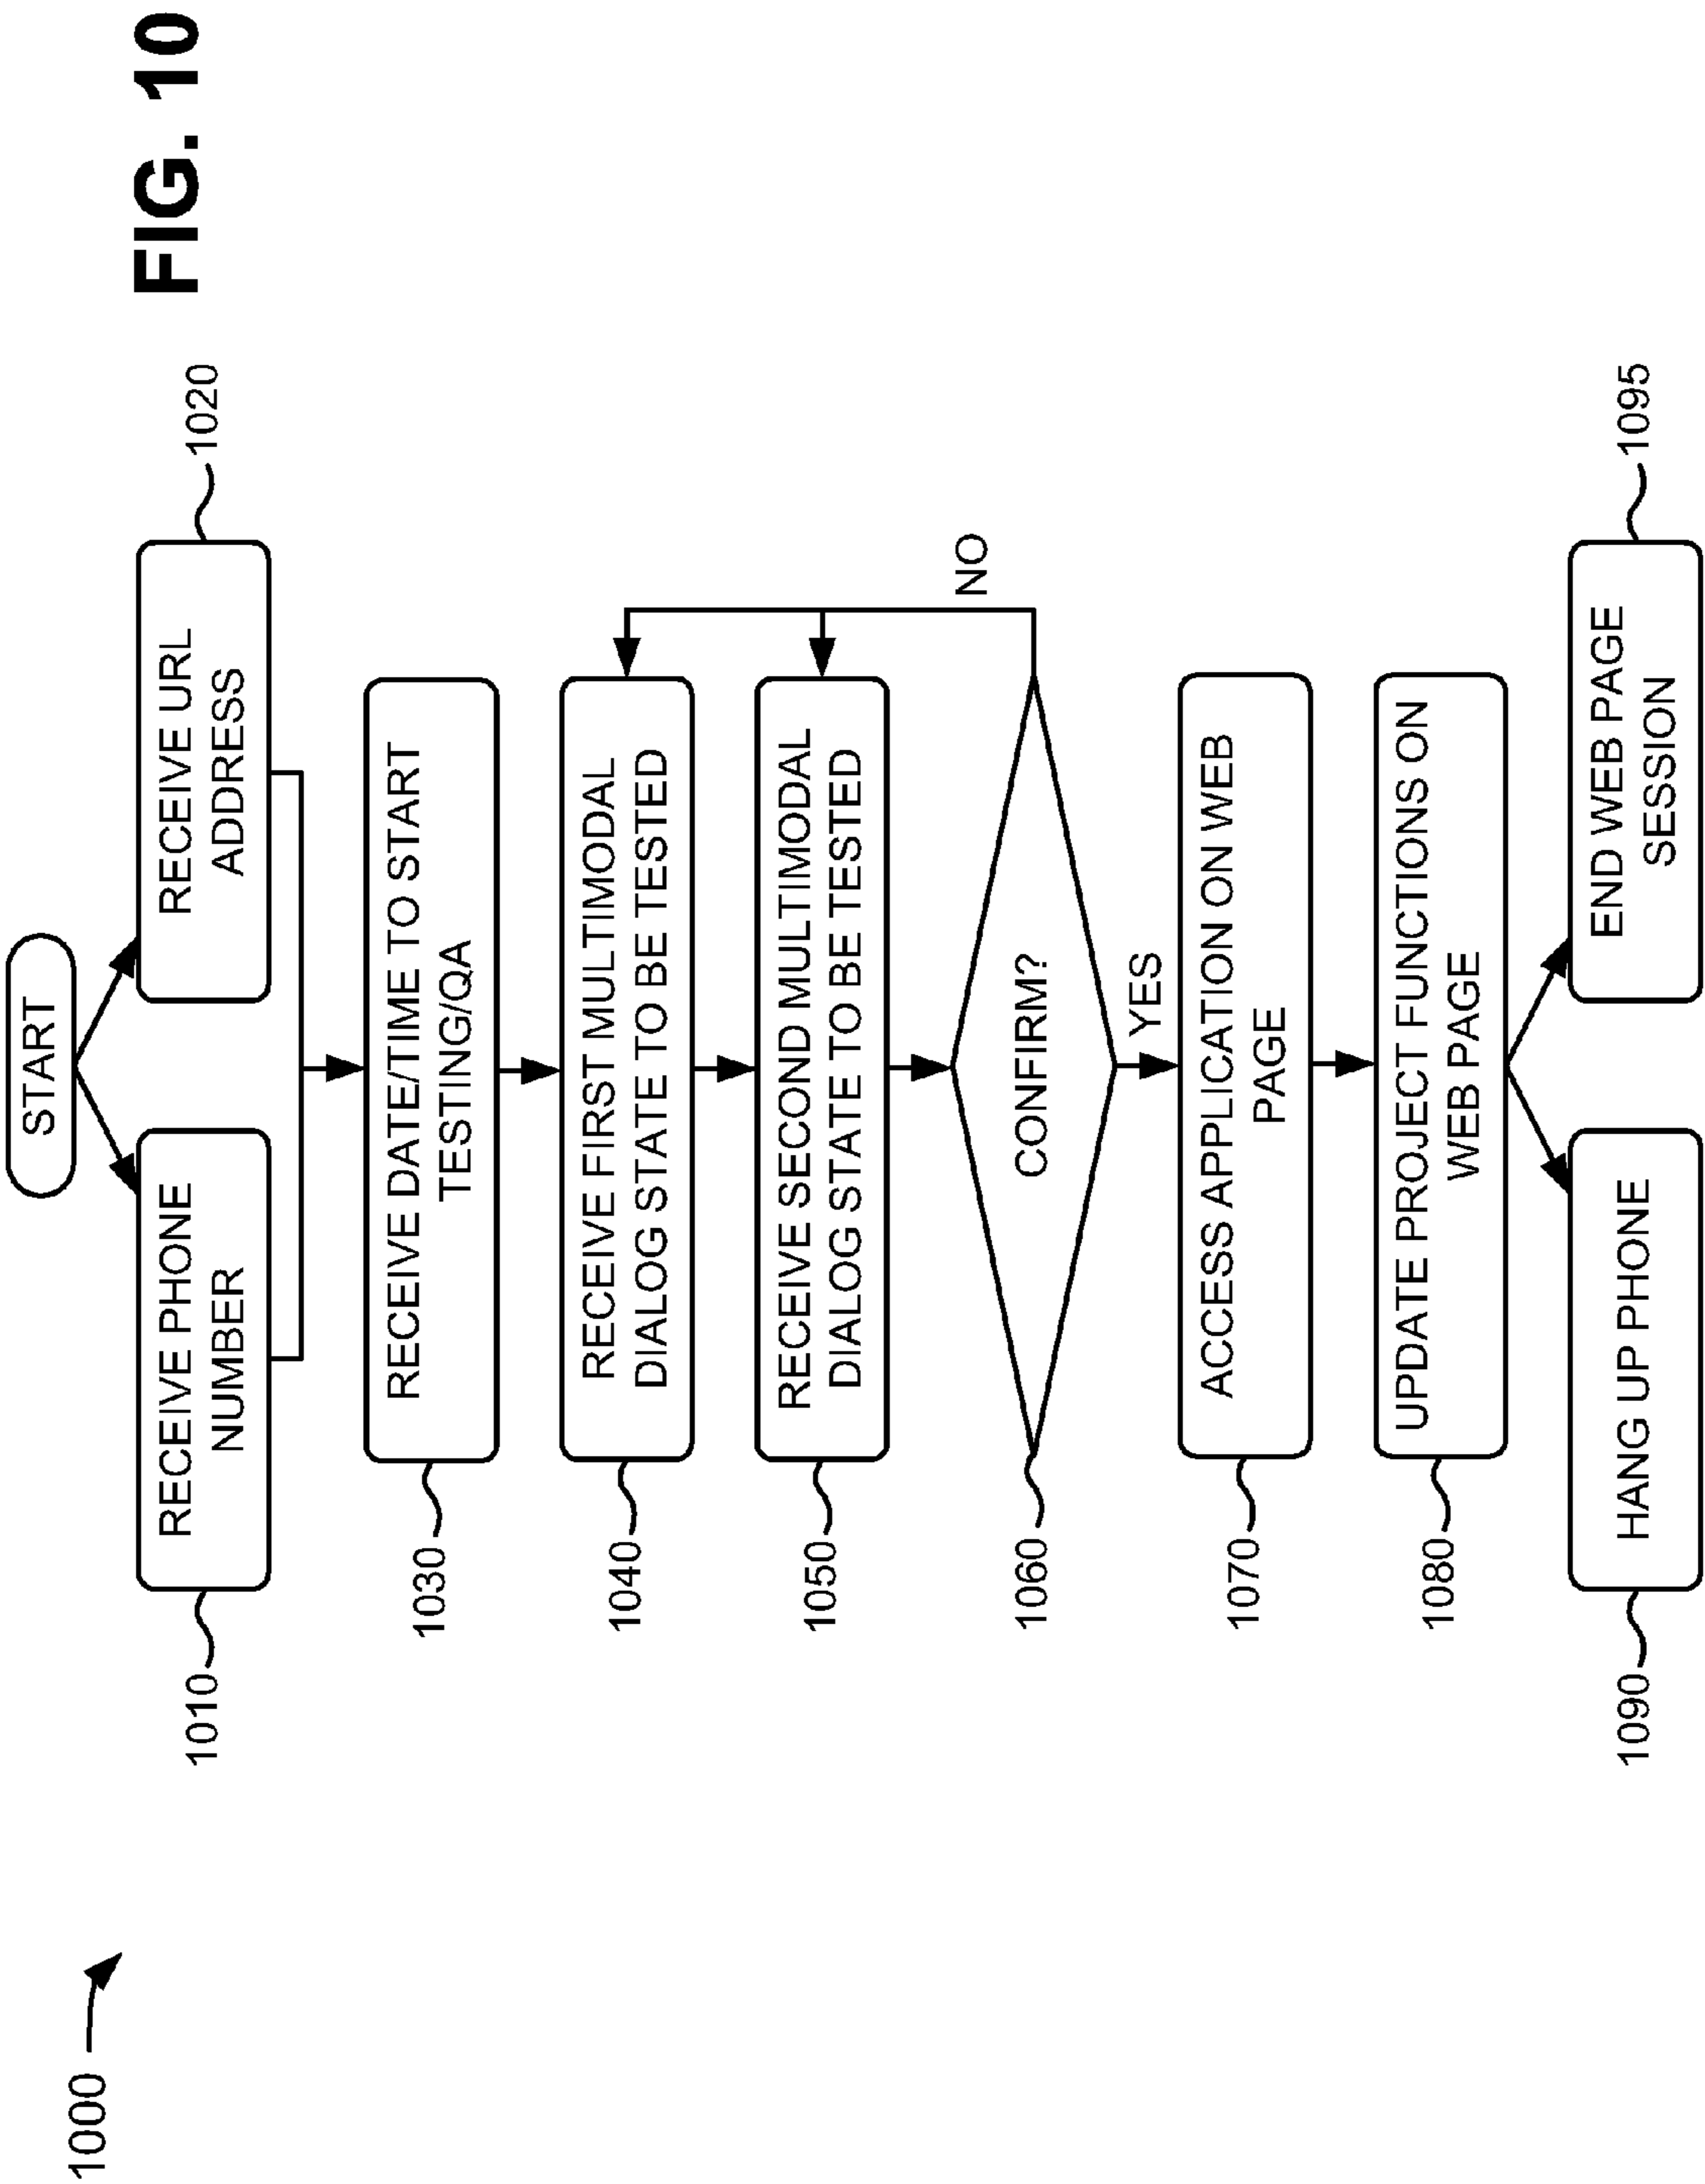 1000
FIG. 10
START
1010
RECEIVE PHONE
NUMBER
RECEIVE URL
ADDRESS
1020
1030
RECEIVE DATE/TIME TO START
TESTING/QA
1040
RECEIVE FIRST MULTIMODAL
DIALOG STATE TO BE TESTED
1050
RECEIVE SECOND MULTIMODAL
DIALOG STATE TO BE TESTED
1060
CONFIRM?
NO
YES
1070
ACCESS APPLICATION ON WEB
PAGE
1080
UPDATE PROJECT FUNCTIONS ON
WEB PAGE
1090
HANG UP PHONE
END WEB PAGE
SESSION
1095